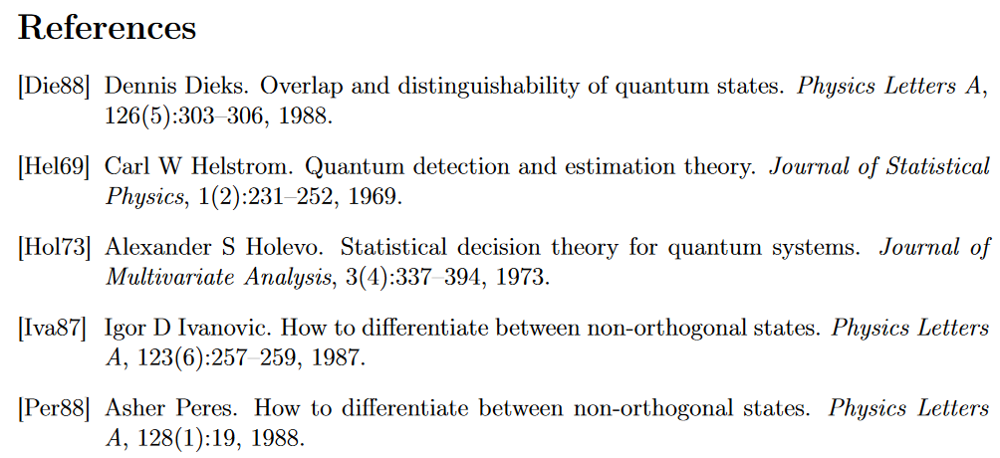 References
[Die88] Dennis Dieks. Overlap and distinguishability of quantum states. Physics Letters A,
126(5):303–306, 1988.
[Hel69] Carl W Helstrom. Quantum detection and estimation theory. Journal of Statistical
Physics, 1(2):231–252, 1969.
[Hol73] Alexander S Holevo. Statistical decision theory for quantum systems. Journal of
Multivariate Analysis, 3(4):337–394, 1973.
[Iva87] Igor D Ivanovic. How to differentiate between non-orthogonal states. Physics Letters
A, 123(6):257–259, 1987.
[Per88] Asher Peres. How to differentiate between non-orthogonal states. Physics Letters
A, 128(1):19, 1988.